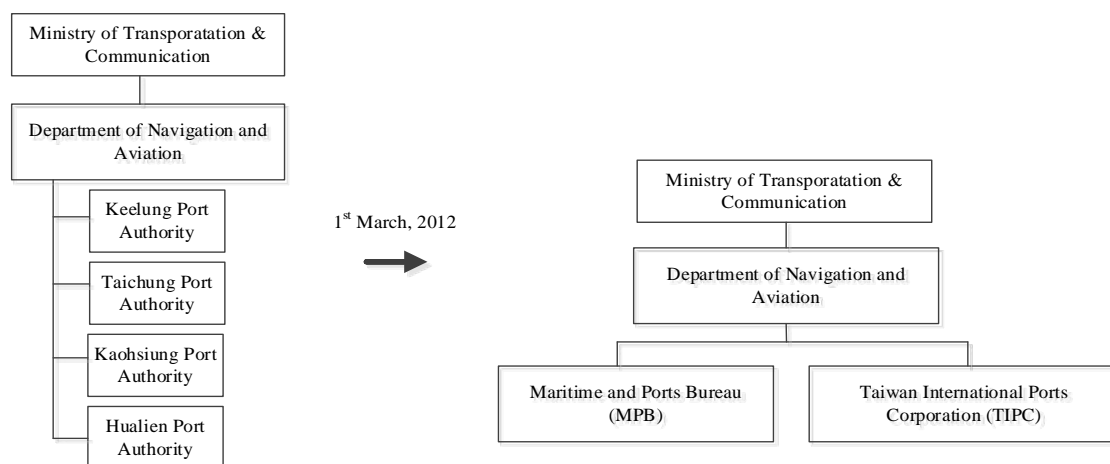 Ministry of Transporatation &
Communication
Department of Navigation and
Aviation
Keelung Port
Authority
Taichung Port
Authority
Kaohsiung Port
Authority
Hualien Port
Authority
1st March, 2012
Ministry of Transporatation &
Communication
Department of Navigation and
Aviation
Maritime and Ports Bureau
(MPB)
Taiwan International Ports
Corporation (TIPC)